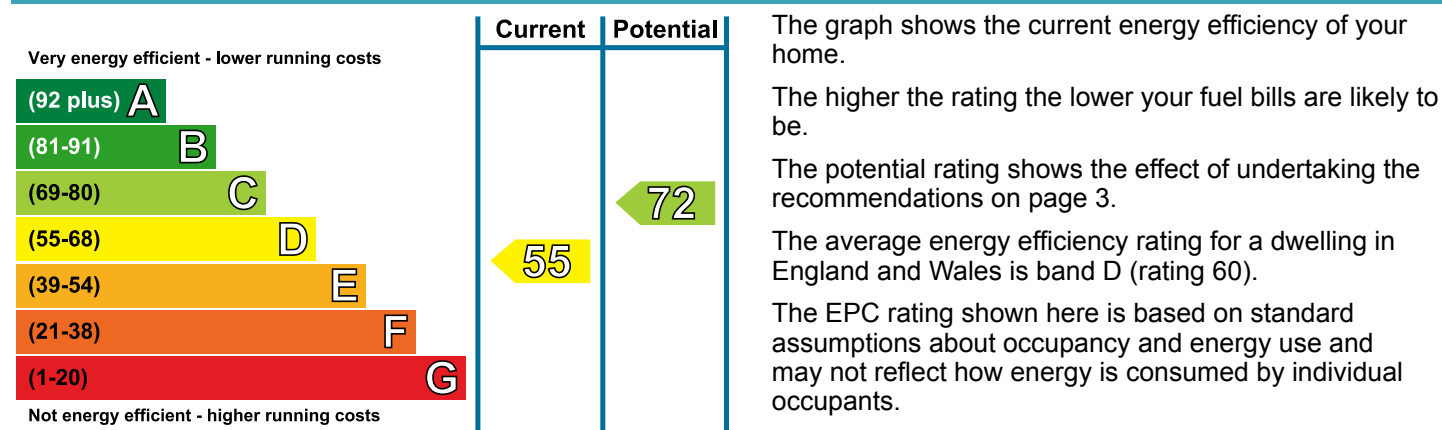 Current Potential
Very energy efficient - lower running costs
(92 plus) A
(81-91) B
(69-80) C
72
(55-68) D
55
(39-54) E
(21-38) F
(1-20) G
Not energy efficient - higher running costs
The graph shows the current energy efficiency of your
home.
The higher the rating the lower your fuel bills are likely to
be.
The potential rating shows the effect of undertaking the
recommendations on page 3.
The average energy efficiency rating for a dwelling in
England and Wales is band D (rating 60).
The EPC rating shown here is based on standard
assumptions about occupancy and energy use and
may not reflect how energy is consumed by individual
occupants.